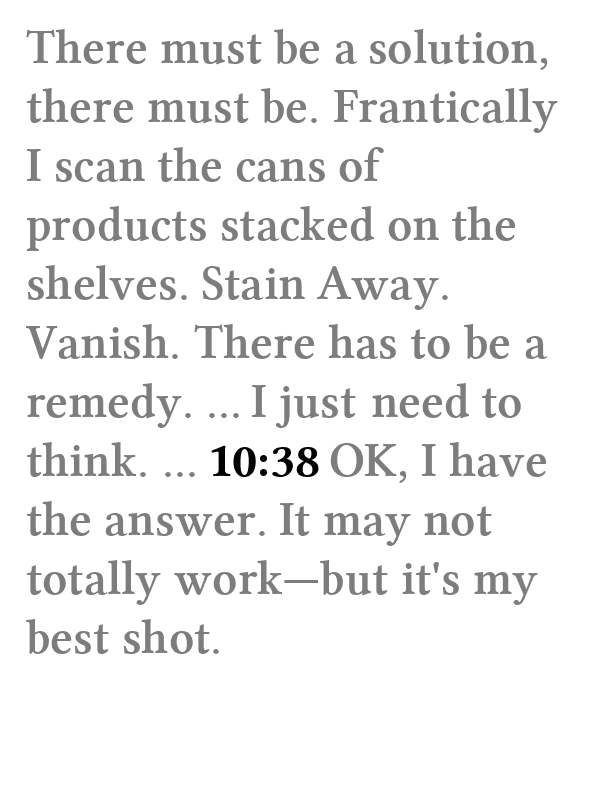 There must be a solution,
there must be. Frantically
I scan the cans of
products stacked on the
shelves. Stain Away.
Vanish. There has to be a
remedy. ... I just need to
think. ... 10:38 OK, I have
the answer. It may not
totally work—but it's my
best shot.